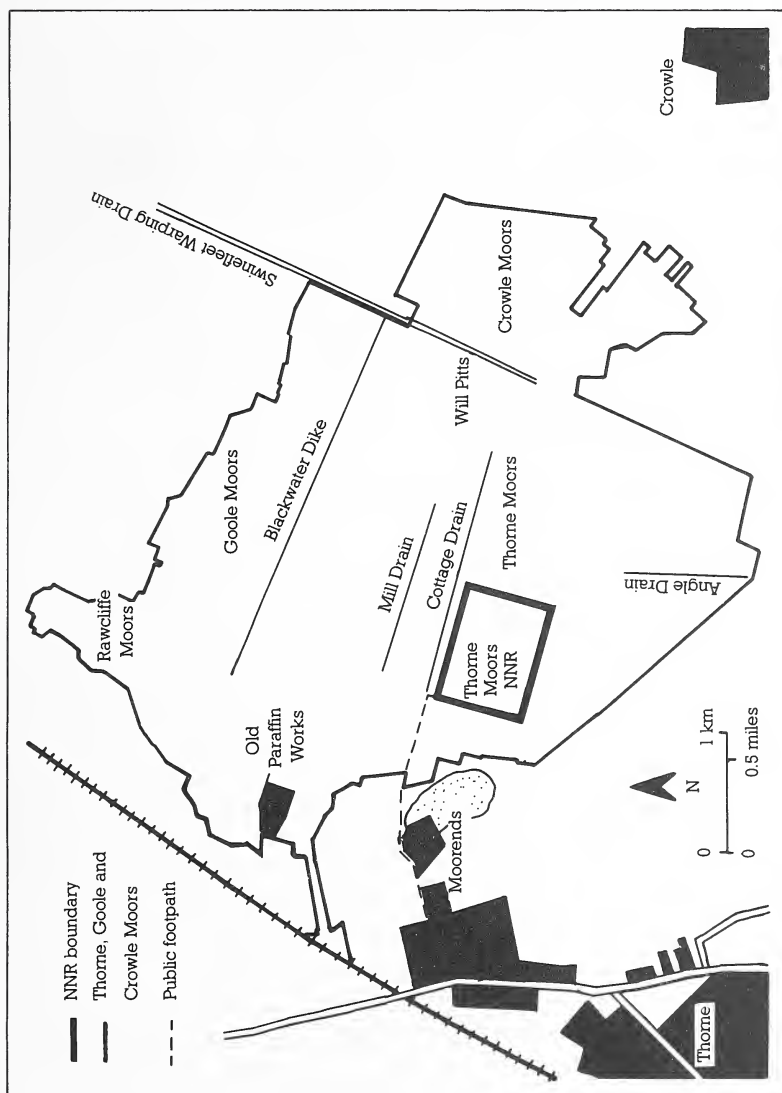 NNR boundary
Thorne, Goole and
Crowle Moors
Public footpath
Rawcliffe
Moors
Goole Moors
Swinefleet Warping Drain
Blackwater Dike
Old
Paraffin
Works
Mill Drain
Cottage Drain
Will Pitts
Crowle Moors
Crowle
Thorne Moors
Thorne
Moors
NNR
Moorends
Angle Drain
N
0
1 km
0
0.5 miles
Thorne